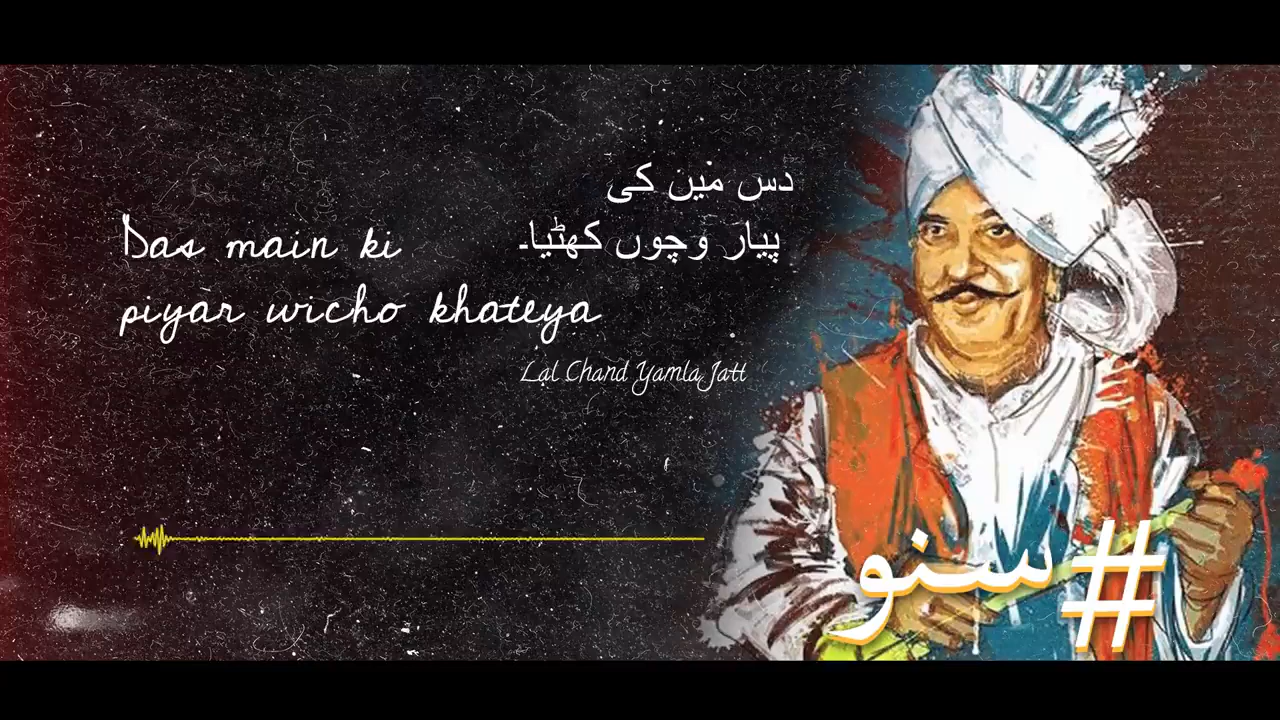 دس مین کی
پیار وچوں کھٹیا۔
Das main ki
piyar wicho khateya
Lal Chand Yamla Jatt
#سنو